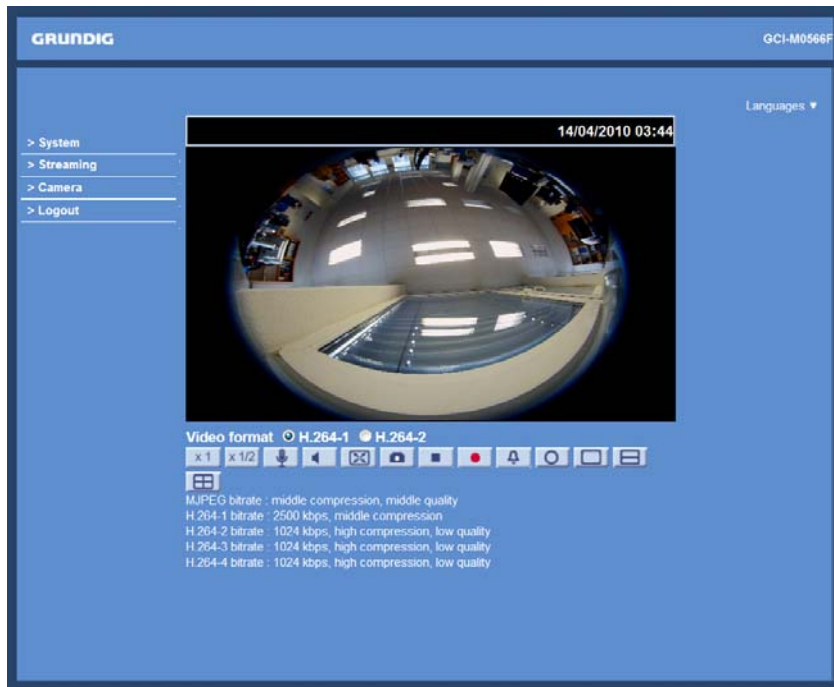 GRUNDIG
GCI-M0566F
Languages ▼
> System
> Streaming
> Camera
> Logout
14/04/2010 03:44
Video format H.264-1 H.264-2
x 1 x 1/2
MJPEG bitrate : middle compression, middle quality
H.264-1 bitrate : 2500 kbps, middle compression
H.264-2 bitrate : 1024 kbps, high compression, low quality
H.264-3 bitrate : 1024 kbps, high compression, low quality
H.264-4 bitrate : 1024 kbps, high compression, low quality